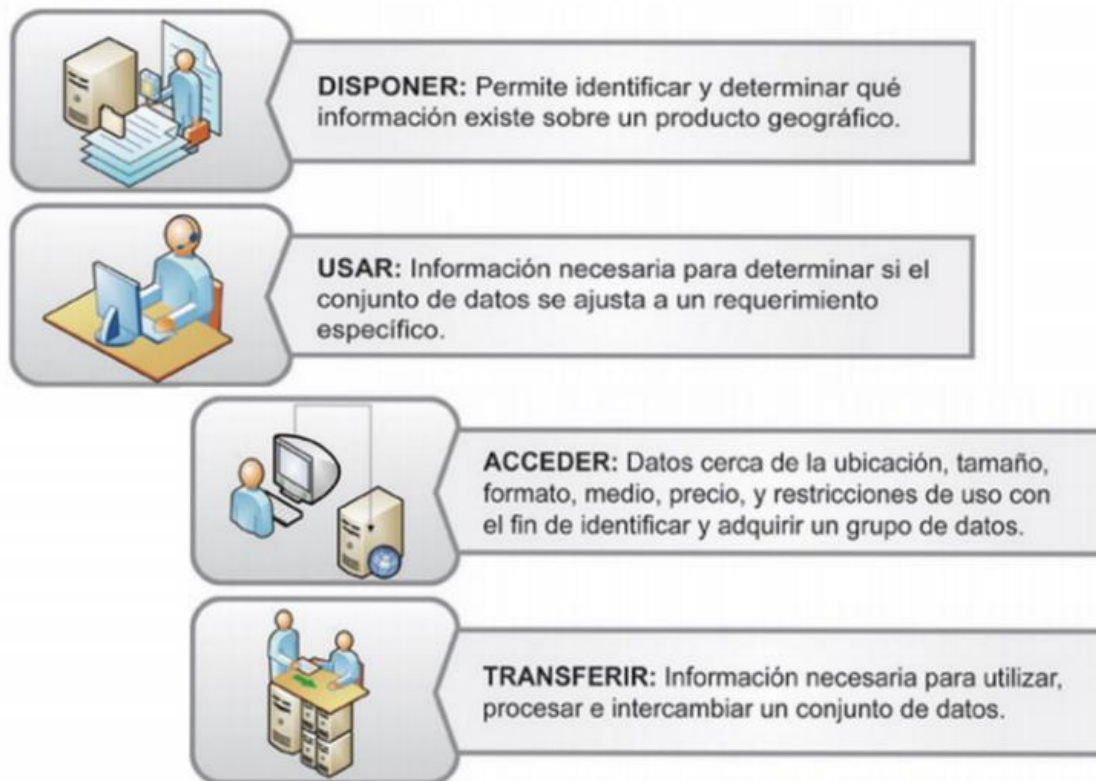 DISPONER: Permite identificar y determinar qué
información existe sobre un producto geográfico.
USAR: Información necesaria para determinar si el
conjunto de datos se ajusta a un requerimiento
específico.
ACCEDER: Datos cerca de la ubicación, tamaño,
formato, medio, precio, y restricciones de uso con
el fin de identificar y adquirir un grupo de datos.
TRANSFERIR: Información necesaria para utilizar,
procesar e intercambiar un conjunto de datos.